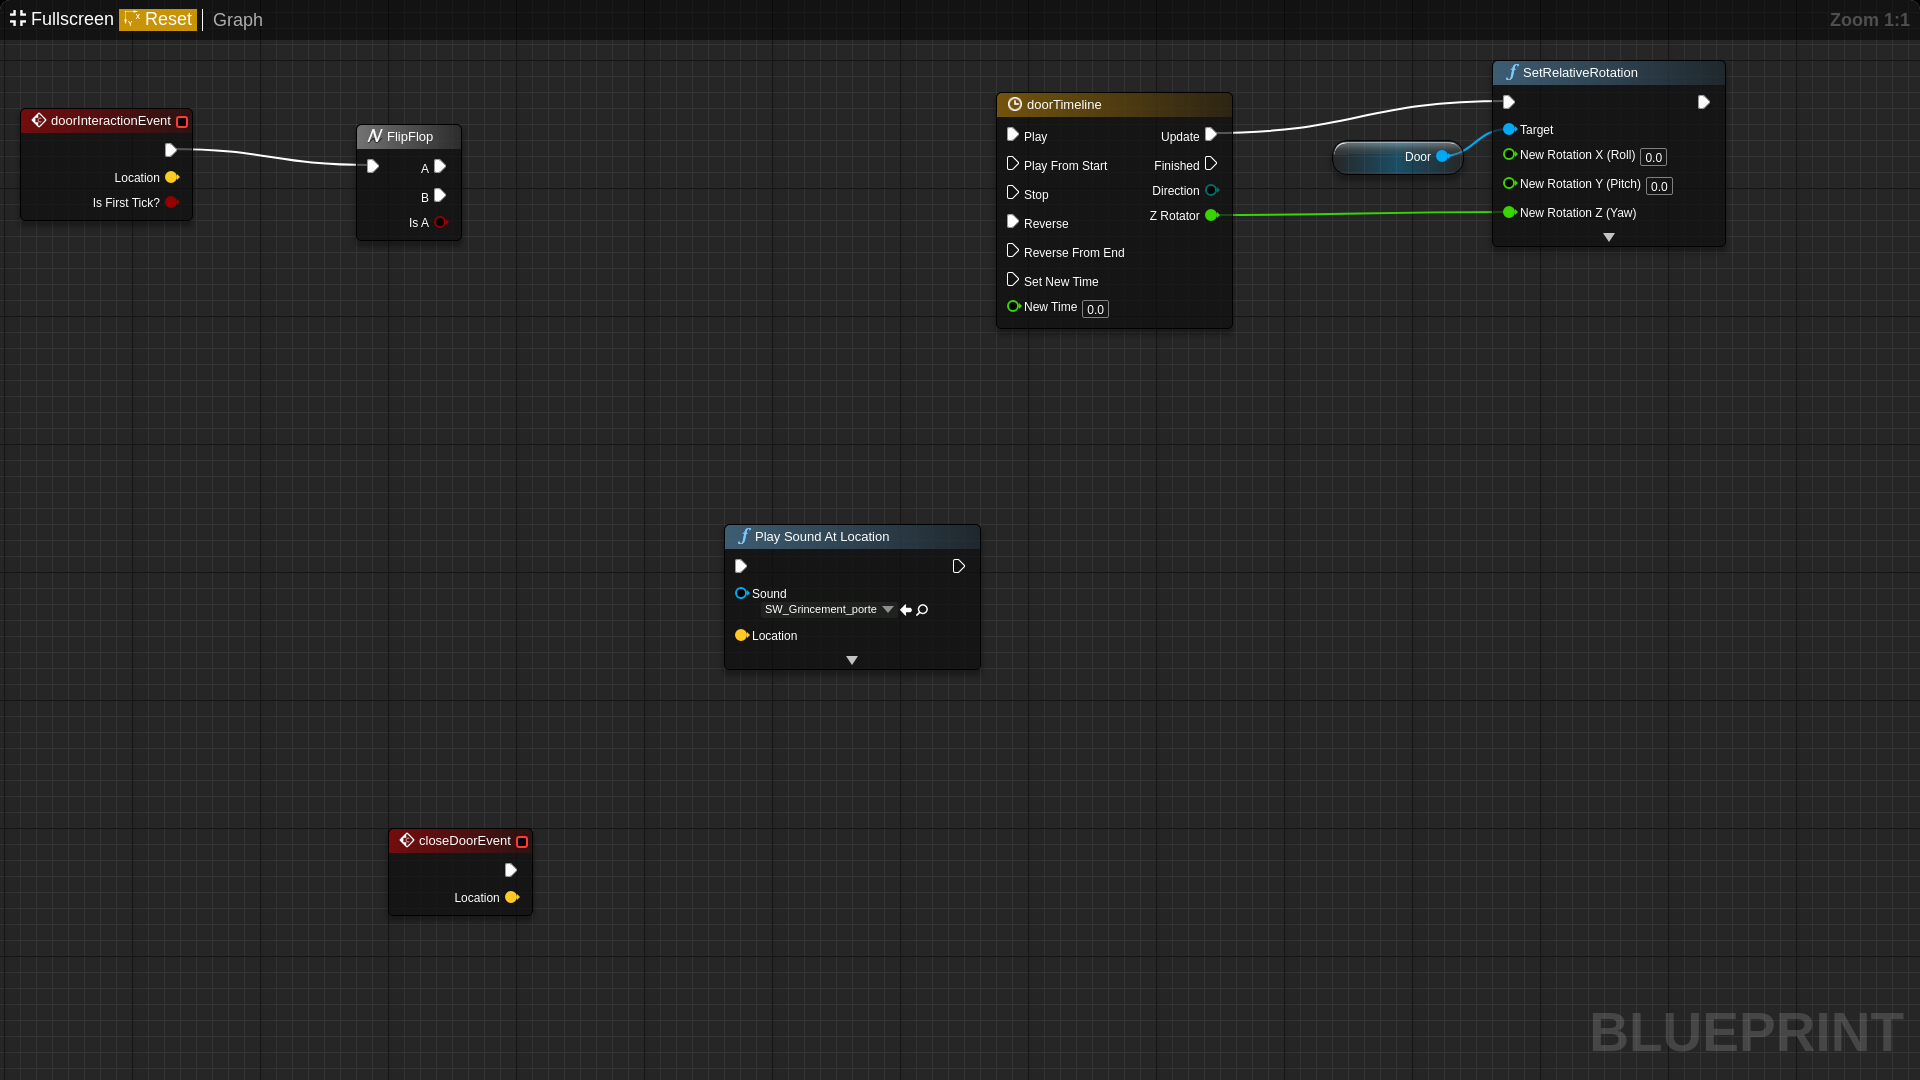 Fullscreen Reset Graph
Zoom 1:1
doorInteractionEvent
Location
Is First Tick?
FlipFlop
A
B
Is A
doorTimeline
Play
Update
Play From Start
Finished
Stop
Direction
Reverse
Z Rotator
Reverse From End
Set New Time
New Time 0.0
Door
SetRelativeRotation
Target
New Rotation X (Roll) 0.0
New Rotation Y (Pitch) 0.0
New Rotation Z (Yaw)
Play Sound At Location
Sound
SW_Grincement_porte
Location
closeDoorEvent
Location
BLUEPRINT